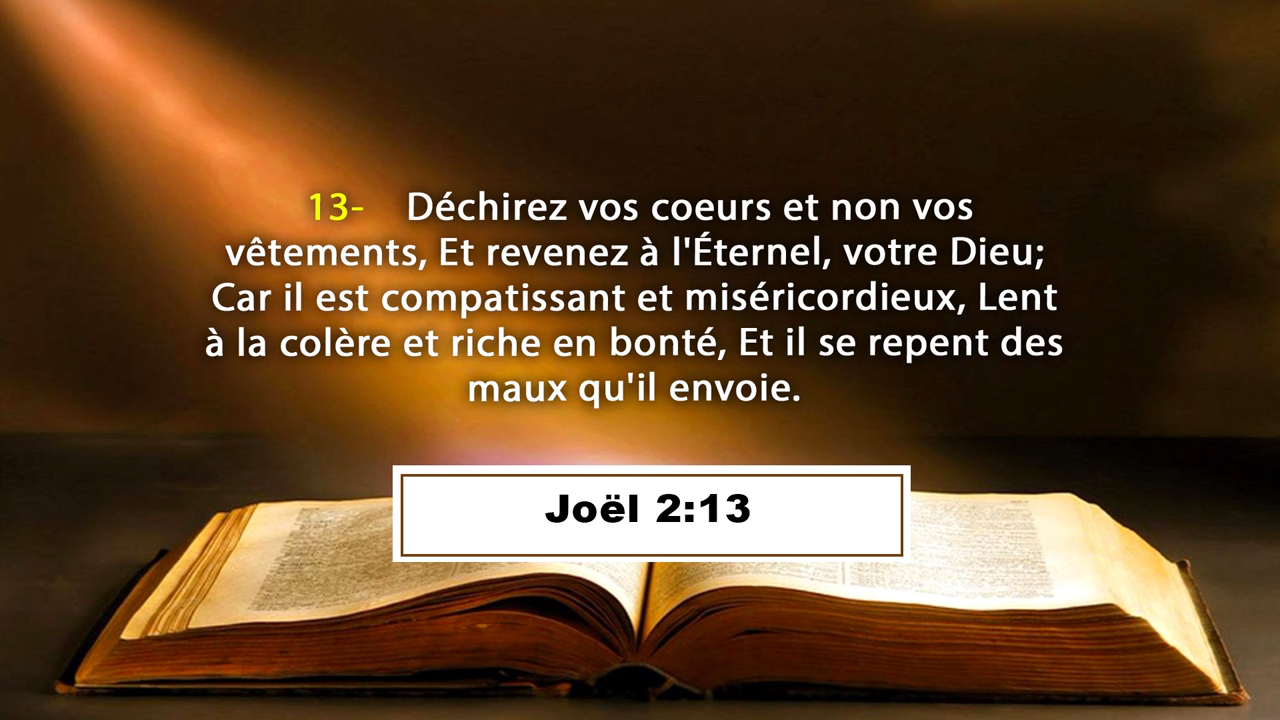 13- Déchirez vos coeurs et non vos
vêtements, Et revenez à l'Éternel, votre Dieu;
Car il est compatissant et miséricordieux, Lent
à la colère et riche en bonté, Et il se repent des
maux qu'il envoie.
Joël 2:13